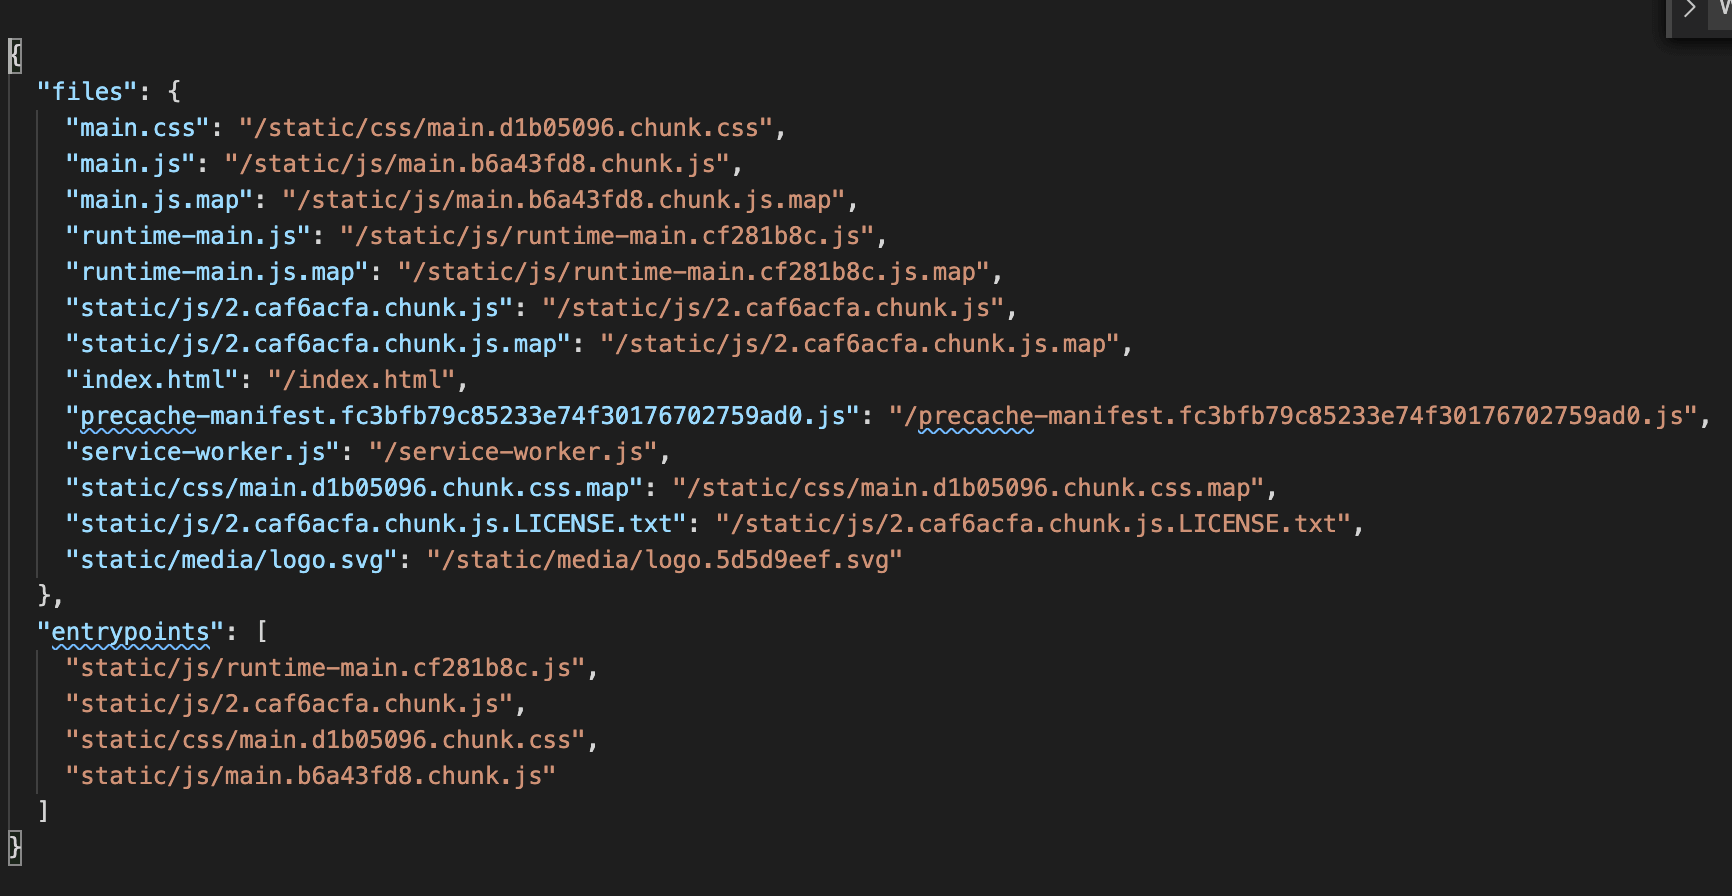 {
  "files": {
    "main.css": "/static/css/main.d1b05096.chunk.css",
    "main.js": "/static/js/main.b6a43fd8.chunk.js",
    "main.js.map": "/static/js/main.b6a43fd8.chunk.js.map",
    "runtime-main.js": "/static/js/runtime-main.cf281b8c.js",
    "runtime-main.js.map": "/static/js/runtime-main.cf281b8c.js.map",
    "static/js/2.caf6acfa.chunk.js": "/static/js/2.caf6acfa.chunk.js",
    "static/js/2.caf6acfa.chunk.js.map": "/static/js/2.caf6acfa.chunk.js.map",
    "index.html": "/index.html",
    "precache-manifest.fc3bfb79c85233e74f30176702759ad0.js": "/precache-manifest.fc3bfb79c85233e74f30176702759ad0.js",
    "service-worker.js": "/service-worker.js",
    "static/css/main.d1b05096.chunk.css.map": "/static/css/main.d1b05096.chunk.css.map",
    "static/js/2.caf6acfa.chunk.js.LICENSE.txt": "/static/js/2.caf6acfa.chunk.js.LICENSE.txt",
    "static/media/logo.svg": "/static/media/logo.5d5d9eef.svg"
  },
  "entrypoints": [
    "static/js/runtime-main.cf281b8c.js",
    "static/js/2.caf6acfa.chunk.js",
    "static/css/main.d1b05096.chunk.css",
    "static/js/main.b6a43fd8.chunk.js"
  ]
}